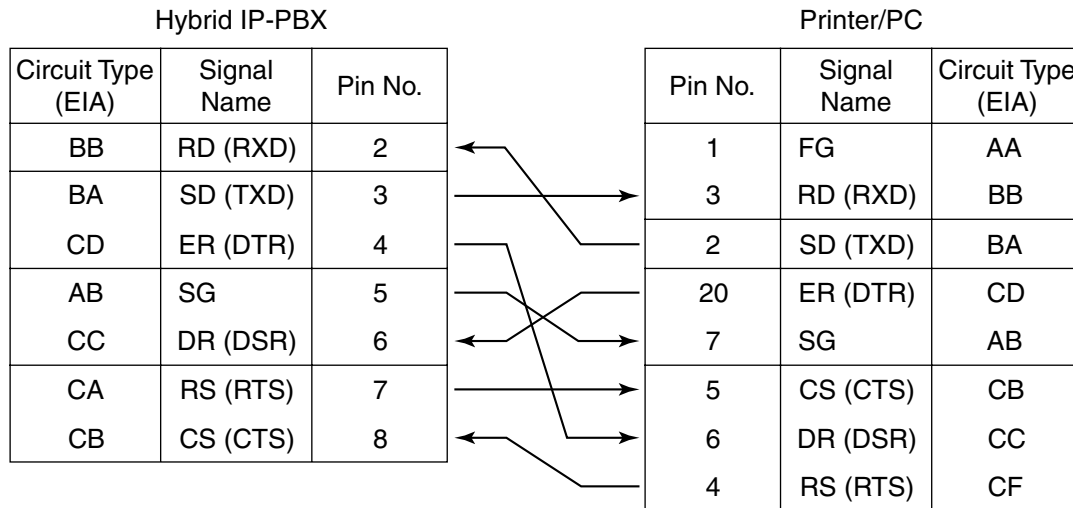 Hybrid IP-PBX
Circuit Type (EIA) Signal Name Pin No.
BB RD (RXD) 2
BA SD (TXD) 3
CD ER (DTR) 4
AB SG 5
CC DR (DSR) 6
CA RS (RTS) 7
CB CS (CTS) 8
Printer/PC
Pin No. Signal Name Circuit Type (EIA)
1 FG AA
3 RD (RXD) BB
2 SD (TXD) BA
20 ER (DTR) CD
7 SG AB
5 CS (CTS) CB
6 DR (DSR) CC
4 RS (RTS) CF